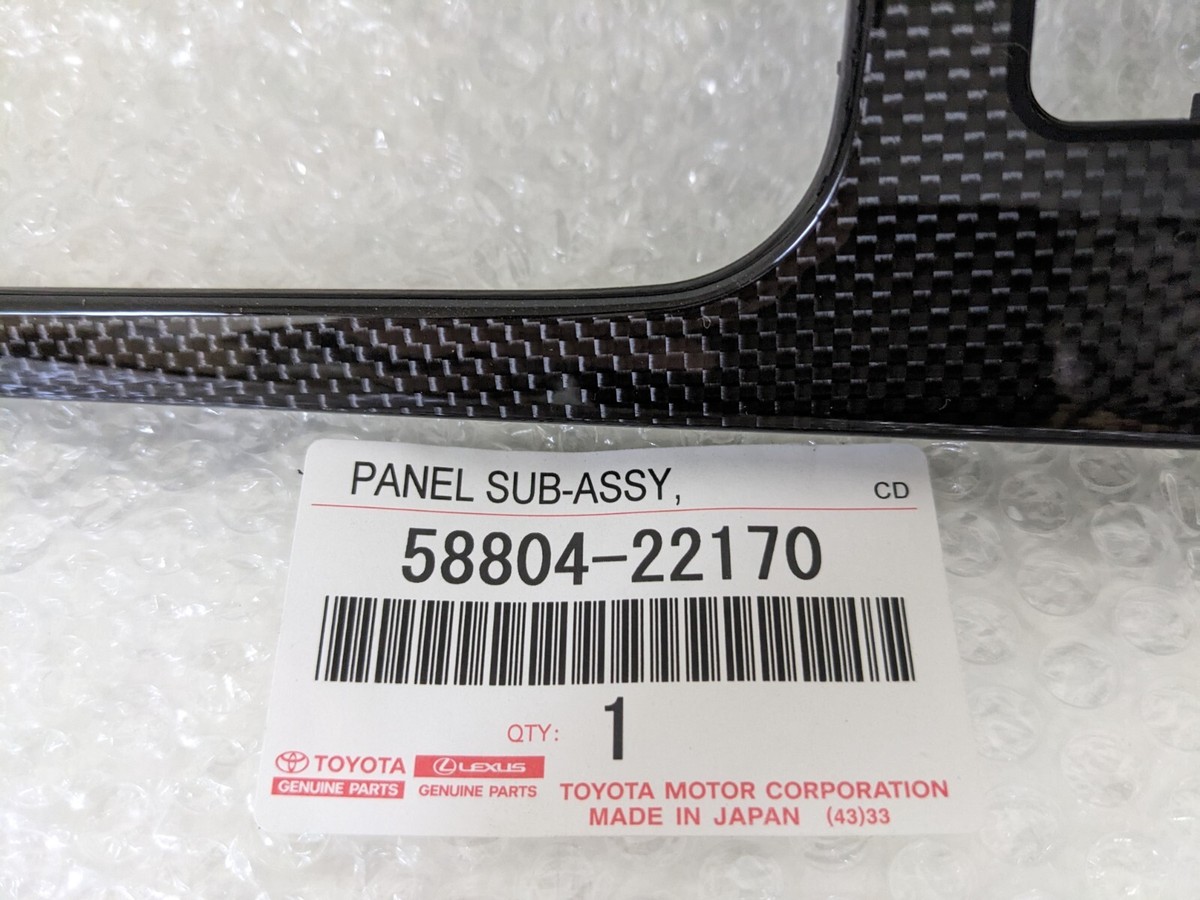 PANEL SUB-ASSY, CD
58804-22170
QTY: 1
TOYOTA LEXUS
GENUINE PARTS GENUINE PARTS
TOYOTA MOTOR CORPORATION
MADE IN JAPAN (43)33